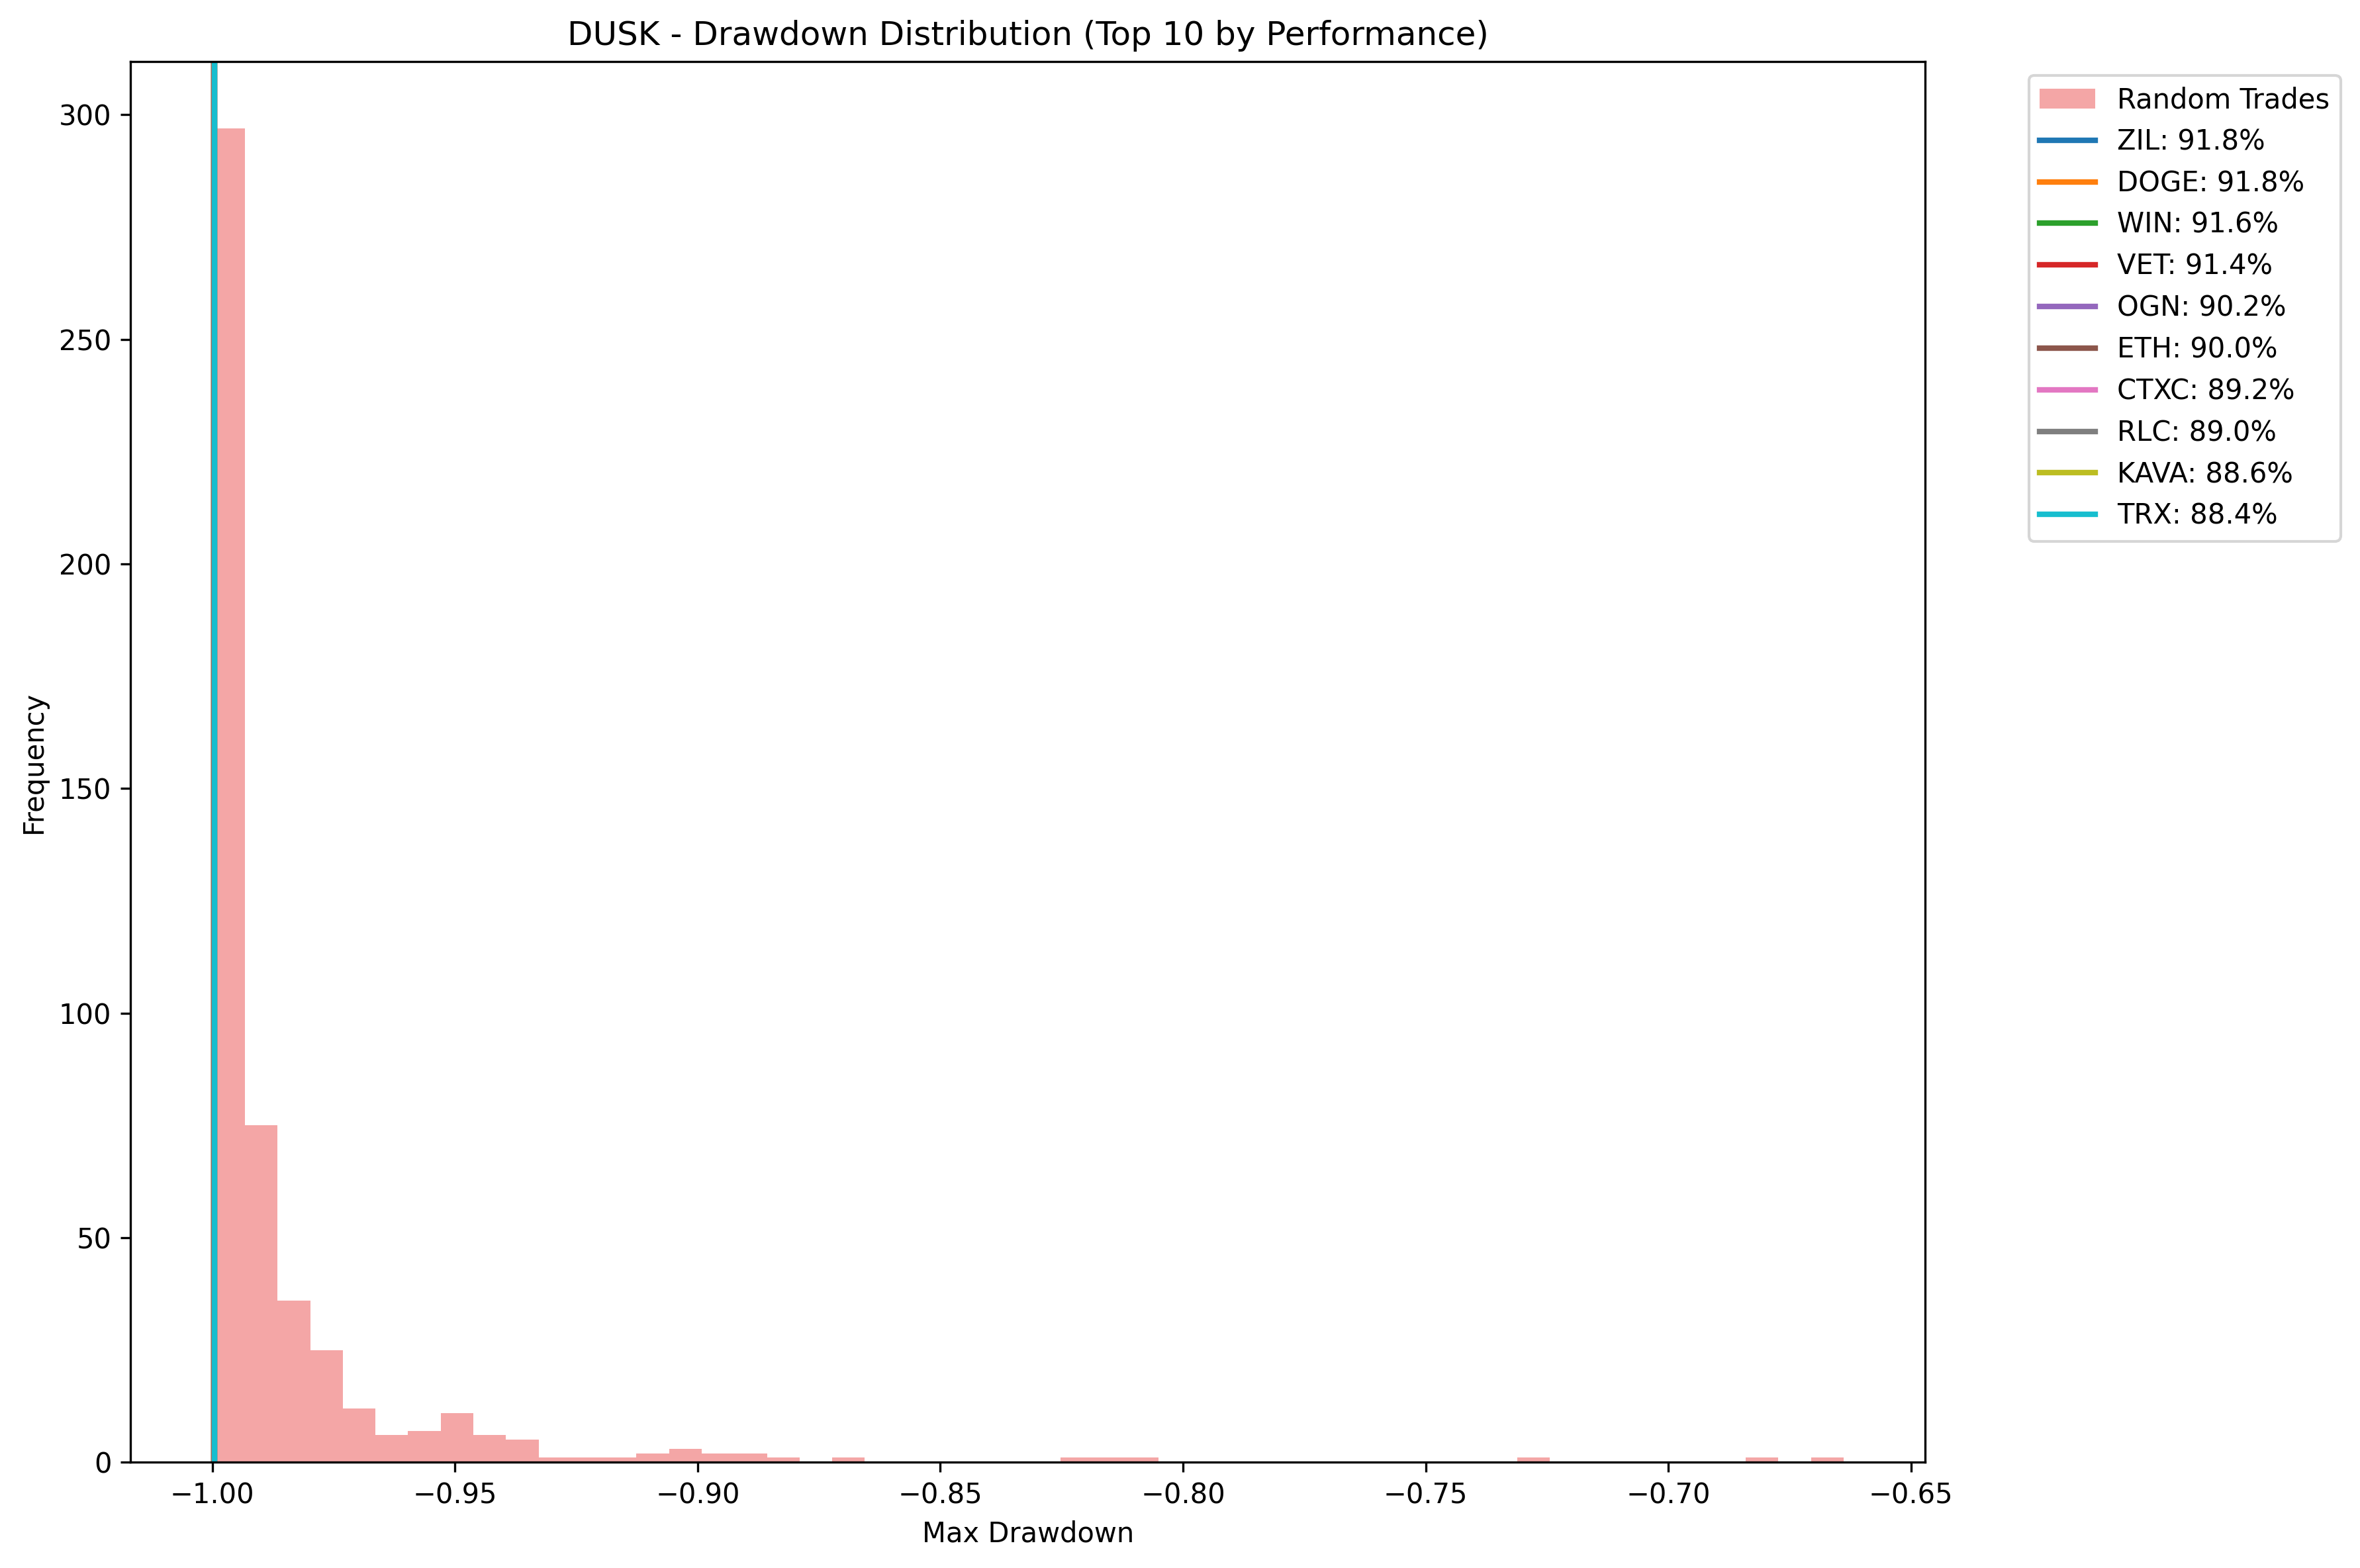 DUSK - Drawdown Distribution (Top 10 by Performance)
Frequency
300
250
200
150
100
50
0
−1.00
−0.95
−0.90
−0.85
−0.80
−0.75
−0.70
−0.65
Max Drawdown
Random Trades
ZIL: 91.8%
DOGE: 91.8%
WIN: 91.6%
VET: 91.4%
OGN: 90.2%
ETH: 90.0%
CTXC: 89.2%
RLC: 89.0%
KAVA: 88.6%
TRX: 88.4%